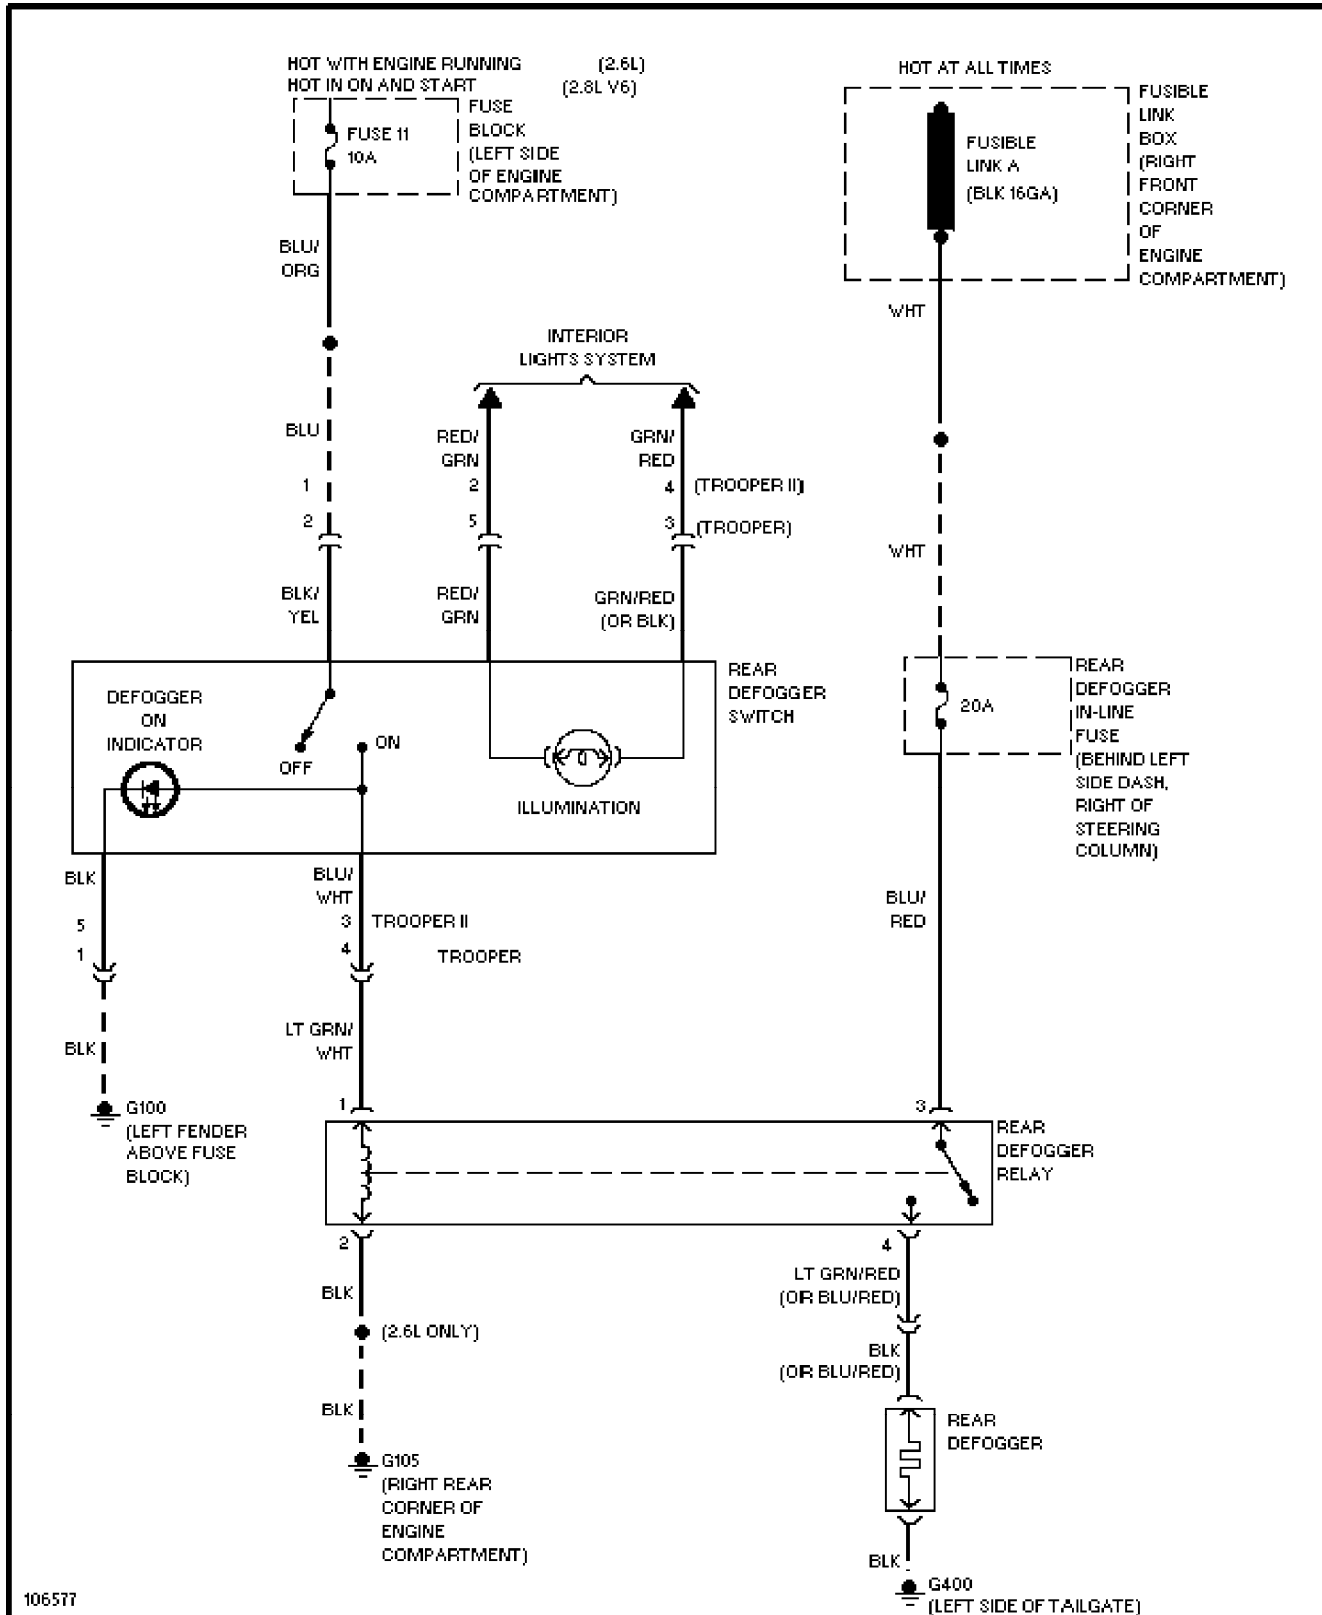 HOT WITH ENGINE RUNNING (2.6L)
HOT IN ON AND START (2.8L V6)
FUSE
BLOCK
(LEFT SIDE
OF ENGINE
COMPARTMENT)
FUSE 11
10A
BLU/
ORG
HOT AT ALL TIMES
FUSIBLE
LINK
BOX
(RIGHT
FRONT
CORNER
OF
ENGINE
COMPARTMENT)
FUSIBLE
LINK A
(BLK 16GA)
WHT
INTERIOR
LIGHTS SYSTEM
BLU
1
2
RED/
GRN
2
5
GRN/
RED
4 (TROOPER II)
3 (TROOPER)
WHT
BLK/
YEL
RED/
GRN
GRN/RED
(OR BLK)
REAR
DEFOGGER
SWITCH
DEFOGGER
ON
INDICATOR
OFF
ON
ILLUMINATION
20A
REAR
DEFOGGER
IN-LINE
FUSE
(BEHIND LEFT
SIDE DASH,
RIGHT OF
STEERING
COLUMN)
BLK
5
1
BLU/
WHT
3 TROOPER II
4 TROOPER
BLU/
RED
BLK
LT GRN/
WHT
G100
(LEFT FENDER
ABOVE FUSE
BLOCK)
1
3
REAR
DEFOGGER
RELAY
2
4
BLK
(2.6L ONLY)
BLK
G105
(RIGHT REAR
CORNER OF
ENGINE
COMPARTMENT)
LT GRN/RED
(OR BLU/RED)
BLK
(OR BLU/RED)
REAR
DEFOGGER
BLK
G400
(LEFT SIDE OF TAILGATE)
106577